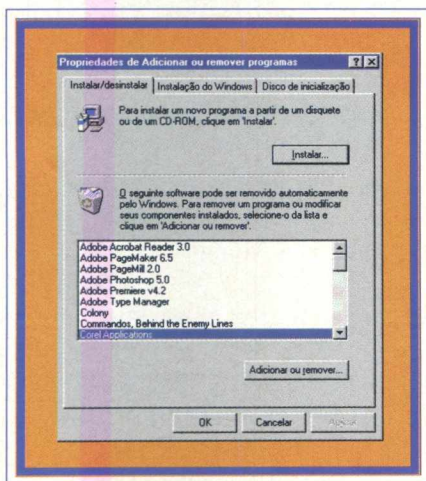 Propriedades de Adicionar ou remover programas
Instalar/desinstalar
Instalação do Windows
Disco de inicialização
Para instalar um novo programa a partir de um disquete
ou de um CD-ROM, clique em 'Instalar'.
Instalar...
O seguinte software pode ser removido automaticamente
pelo Windows. Para remover um programa ou modificar
seus componentes instalados, selecione-o da lista e
clique em 'Adicionar ou remover'.
Adobe Acrobat Reader 3.0
Adobe PageMaker 6.5
Adobe PageMill 2.0
Adobe Photoshop 5.0
Adobe Premiere v4.2
Adobe Type Manager
Colony
Commandos, Behind the Enemy Lines
Corel Applications
Adicionar ou remover...
OK
Cancelar